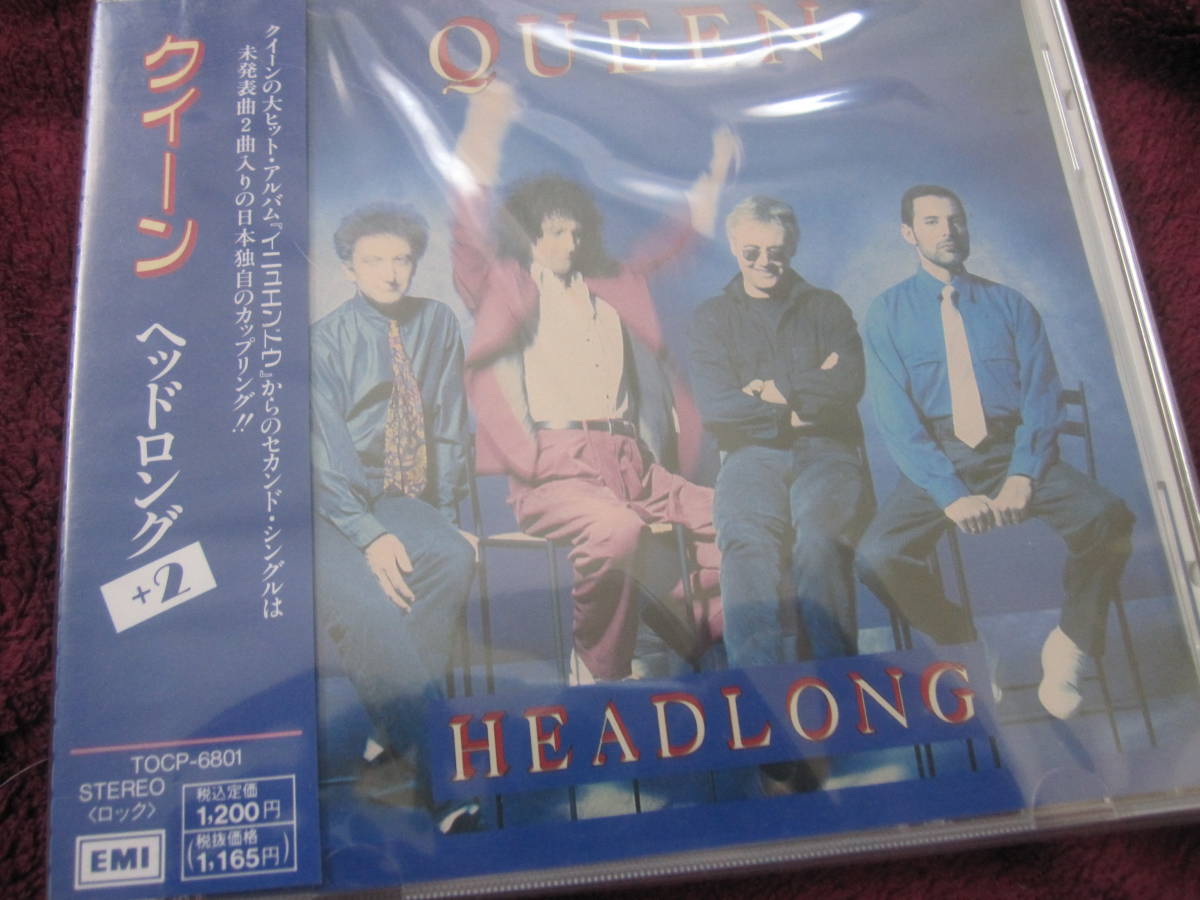 クイーン
ヘッドロング
+2
クイーンの大ヒット・アルバム『イニュエンドウ』からのセカンド・シングルは
未発表曲2曲入りの日本独自のカップリング!!
TOCP-6801
STEREO
〈ロック〉
EMI
税込定価
1,200円
(税抜価格
1,165円)
QUEEN
HEADLONG